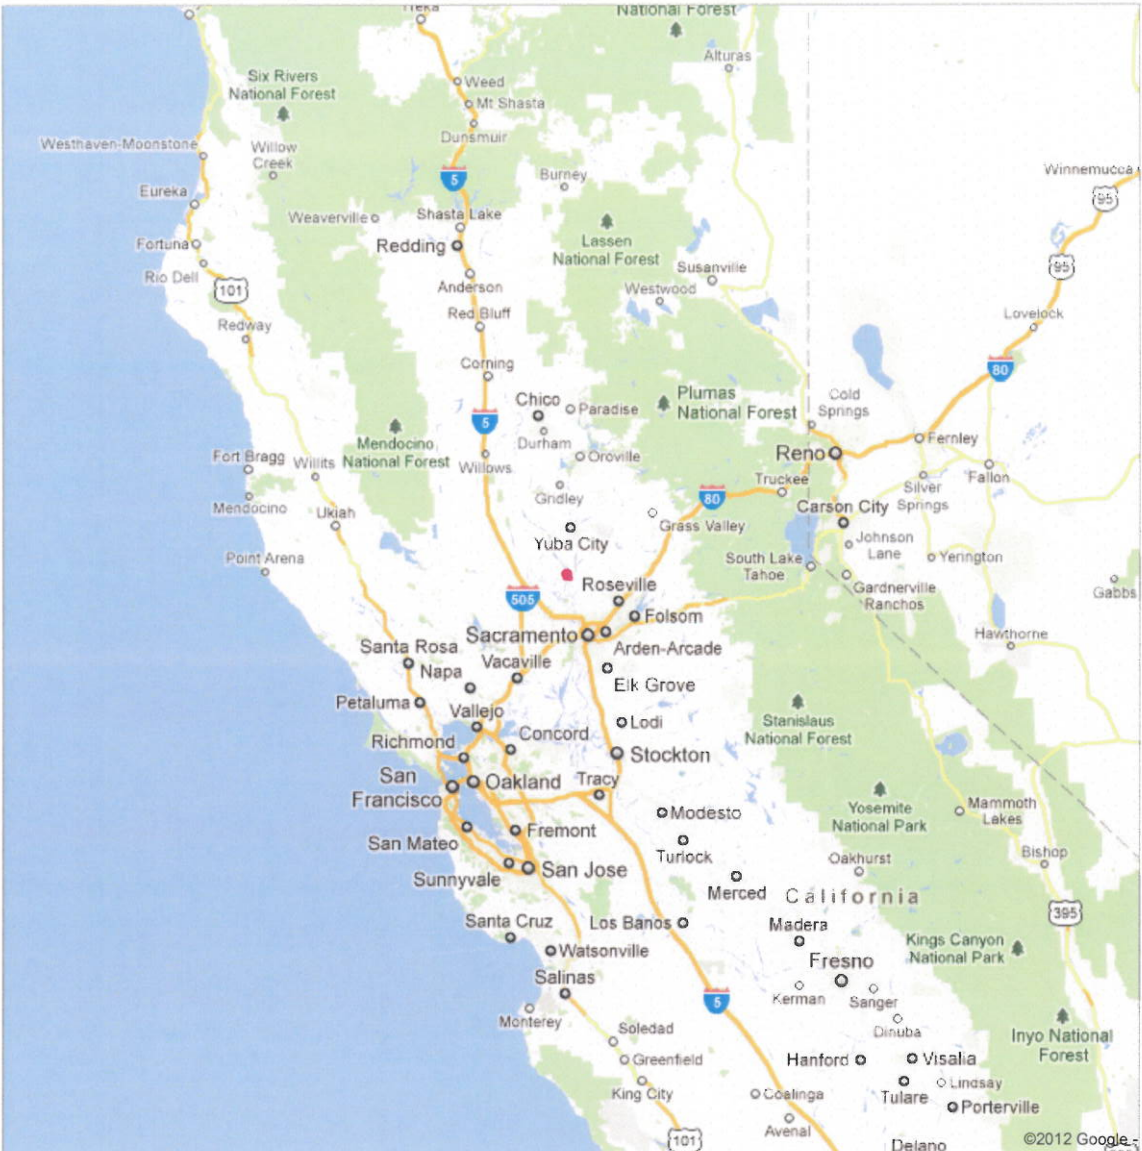 National Forest
Alturas
Weed
Six Rivers
National Forest
Mt Shasta
Dunsmuir
Westhaven-Moonstone
Willow
Creek
5
Burney
Winnemucca
95
Eureka
Weaverville
Shasta Lake
Redding
Lassen
National Forest
Fortuna
Rio Dell
101
Anderson
Susanville
Westwood
95
Red Bluff
Lovelock
Redway
Corning
80
Chico
Paradise
Plumas
National Forest
Cold
Springs
5
Durham
Mendocino
National Forest
Oroville
Reno
Fernley
Fort Bragg
Willits
Willows
Gridley
80
Truckee
Silver
Springs
Fallon
Mendocino
Ukiah
Yuba City
Grass Valley
Carson City
Johnson
Lane
Point Arena
South Lake
Tahoe
Yerington
Roseville
Gardnerville
Ranchos
Gabbs
505
Folsom
Sacramento
Arden-Arcade
Hawthorne
Santa Rosa
Napa
Vacaville
Elk Grove
Petaluma
Vallejo
Lodi
Stanislaus
National Forest
Richmond
Concord
Stockton
San
Francisco
Oakland
Tracy
Yosemite
National Park
Mammoth
Lakes
Modesto
San Mateo
Fremont
Turlock
Oakhurst
Bishop
Sunnyvale
San Jose
Merced
California
395
Santa Cruz
Los Banos
Madera
Watsonville
Kings Canyon
National Park
Fresno
Salinas
Kerman
Sanger
5
Monterey
Dinuba
Soledad
Inyo National
Forest
Greenfield
Hanford
Visalia
King City
Coalinga
Tulare
Lindsay
Porterville
Avenal
101
Delano
©2012 Google -